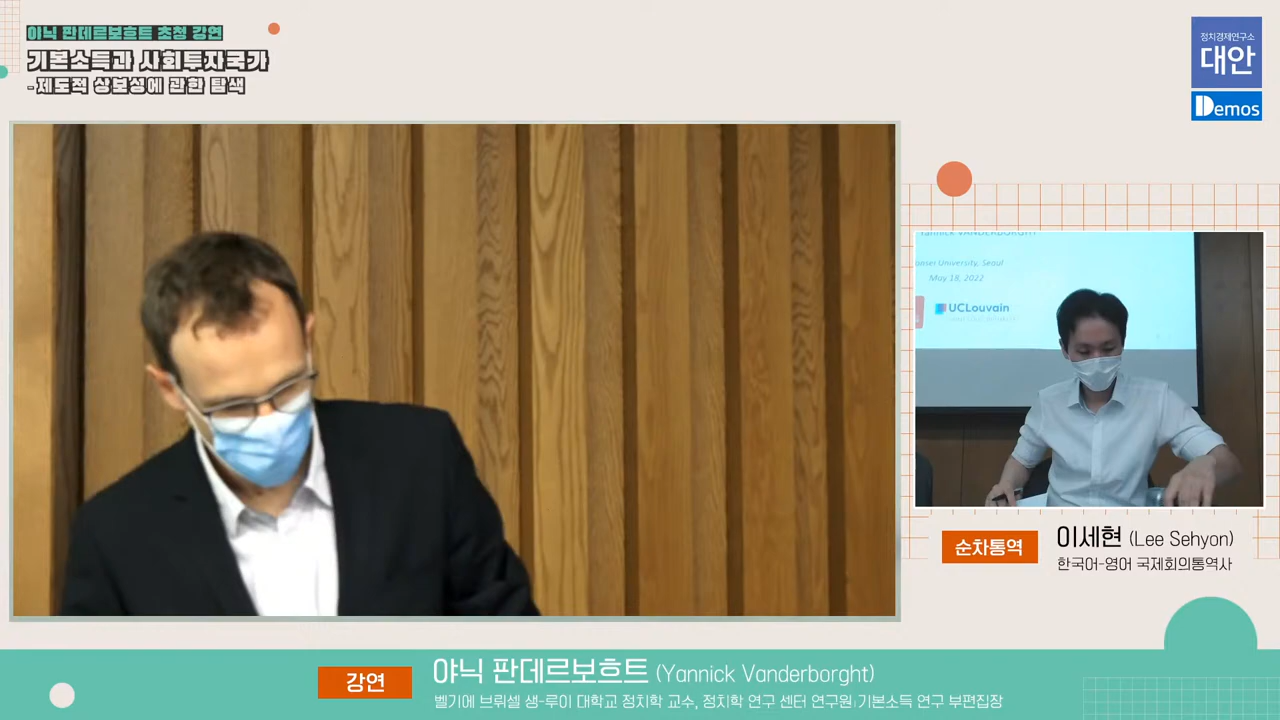 야닉 판데르보흐트 초청 강연
기본소득과 사회투자국가
- 제도적 상보성에 관한 탐색
정치경제연구소
대안
Demos
Yannick VANDERBORGHT
University, Seoul
May 18, 2022
UCLouvain
순차통역
이세현 (Lee Sehyon)
한국어-영어 국제회의통역사
강연
야닉 판데르보흐트 (Yannick Vanderborght)
벨기에 브뤼셀 생-루이 대학교 정치학 교수, 정치학 연구 센터 연구원, 기본소득 연구 부편집장